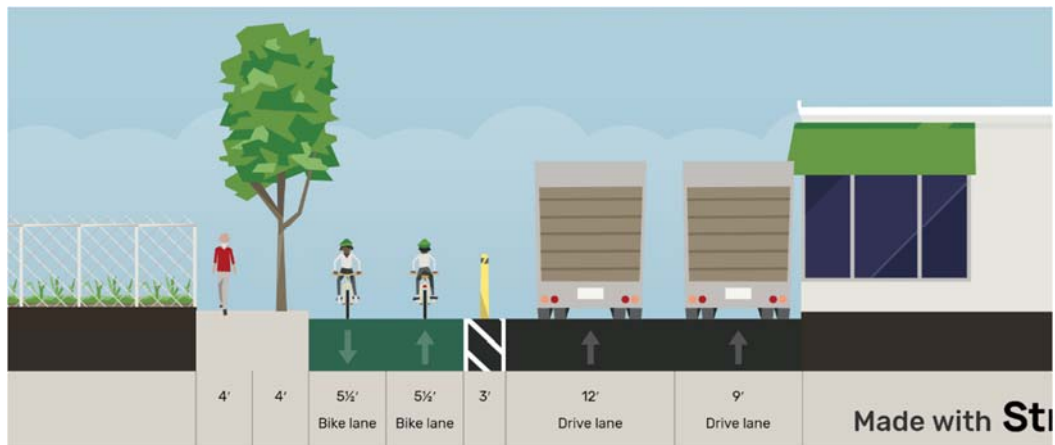 4′ 4′ 5½′ 5½′ 3′ 12′ 9′
Bike lane Bike lane Drive lane Drive lane
Made with